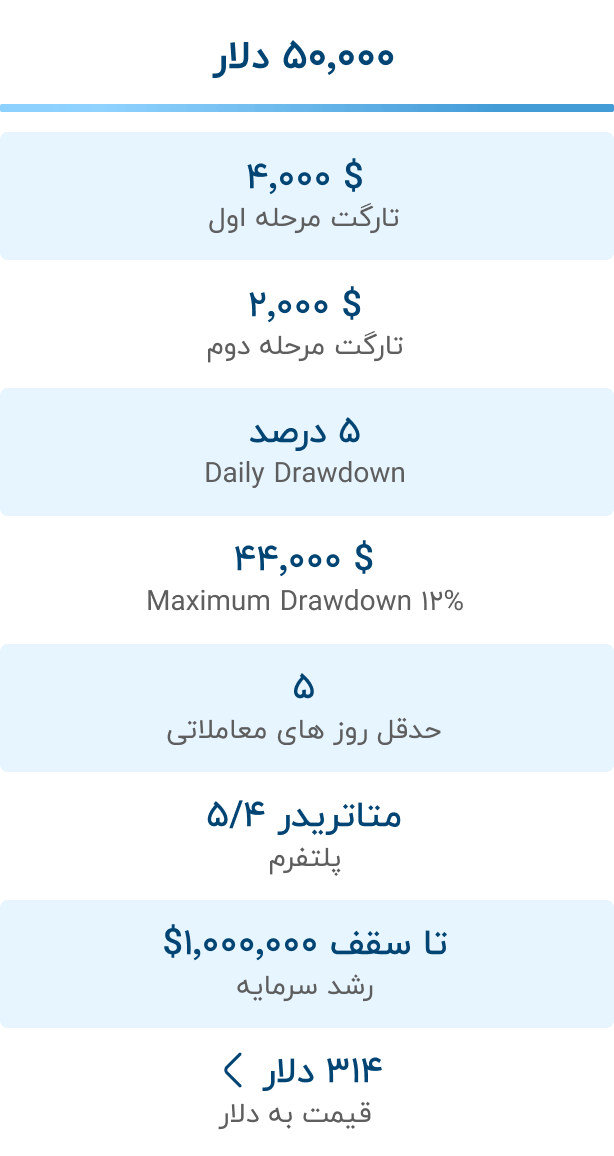 ۵۰,۰۰۰ دلار
$ ۴,۰۰۰
تارگت مرحله اول
$ ۲,۰۰۰
تارگت مرحله دوم
۵ درصد
Daily Drawdown
$ ۴۴,۰۰۰
Maximum Drawdown ۱۲%
۵
حدقل روز های معاملاتی
متاتریدر ۵/۴
پلتفرم
تا سقف ۱,۰۰۰,۰۰۰$
رشد سرمایه
۳۱۴ دلار
قیمت به دلار